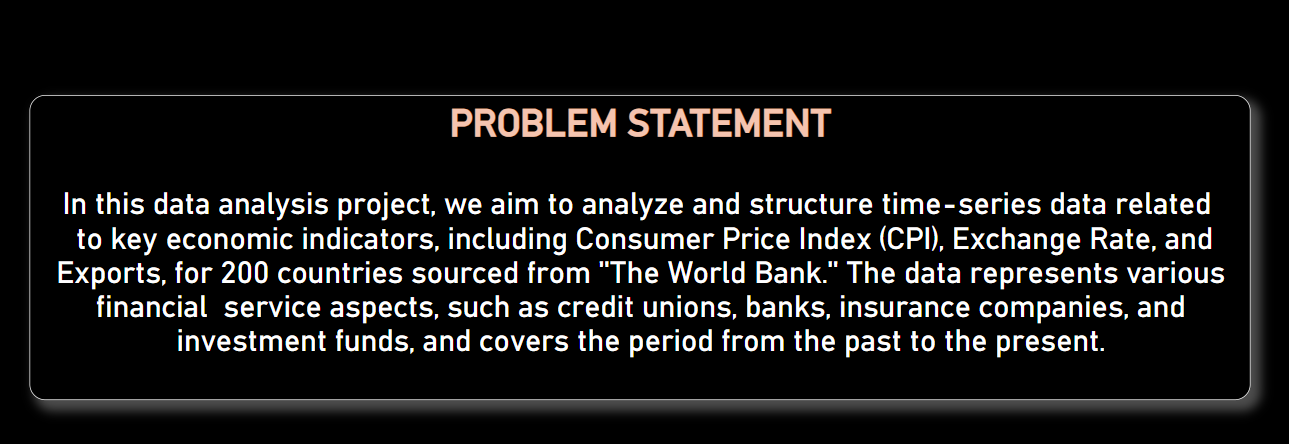 PROBLEM STATEMENT
In this data analysis project, we aim to analyze and structure time-series data related
to key economic indicators, including Consumer Price Index (CPI), Exchange Rate, and
Exports, for 200 countries sourced from "The World Bank." The data represents various
financial  service aspects, such as credit unions, banks, insurance companies, and
investment funds, and covers the period from the past to the present.